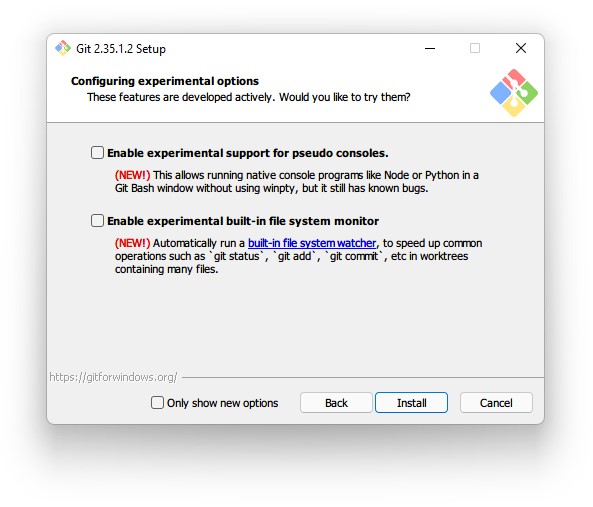 Git 2.35.1.2 Setup
Configuring experimental options
These features are developed actively. Would you like to try them?
Enable experimental support for pseudo consoles.
(NEW!) This allows running native console programs like Node or Python in a
Git Bash window without using winpty, but it still has known bugs.
Enable experimental built-in file system monitor
(NEW!) Automatically run a built-in file system watcher, to speed up common
operations such as `git status`, `git add`, `git commit`, etc in worktrees
containing many files.
https://gitforwindows.org/
Only show new options
Back
Install
Cancel